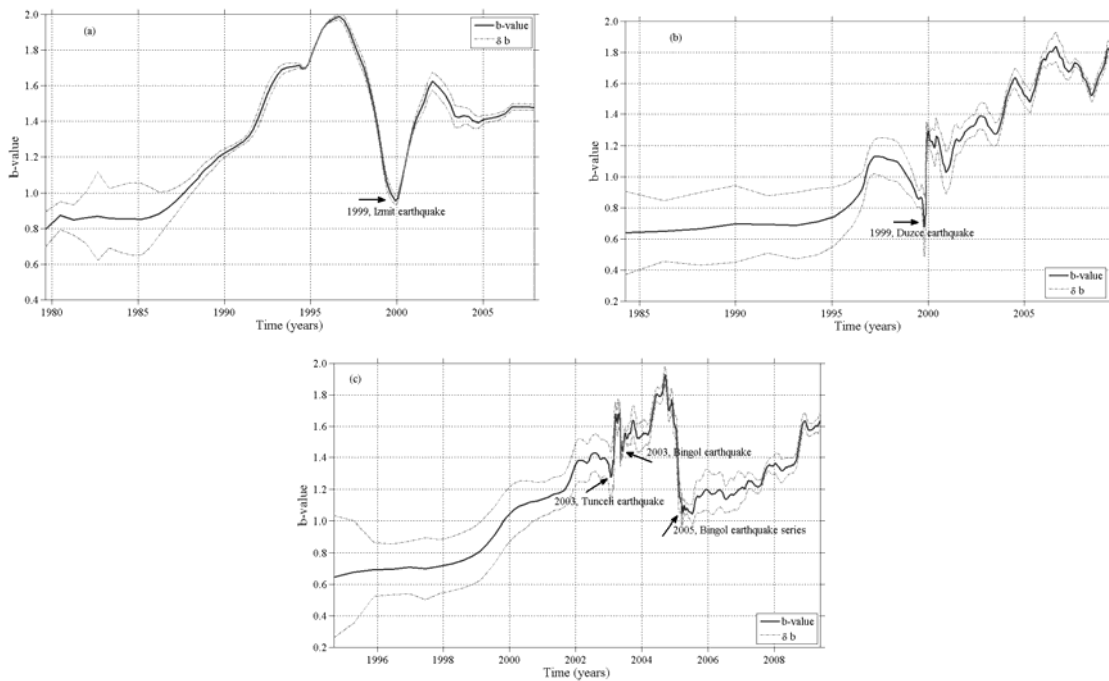 2.0
1.8
1.6
1.4
1.2
1.0
0.8
0.6
0.4
b-value
(a)
b-value
δ b
1999, Izmit earthquake
1980 1985 1990 1995 2000 2005
Time (years)
2.0
1.8
1.6
1.4
1.2
1.0
0.8
0.6
0.4
0.2
b-value
(b)
1999, Duzce earthquake
b-value
δ b
1985 1990 1995 2000 2005
Time (years)
2.0
1.8
1.6
1.4
1.2
1.0
0.8
0.6
0.4
0.2
b-value
(c)
2003, Bingol earthquake
2003, Tunceli earthquake
2005, Bingol earthquake series
b-value
δ b
1996 1998 2000 2002 2004 2006 2008
Time (years)